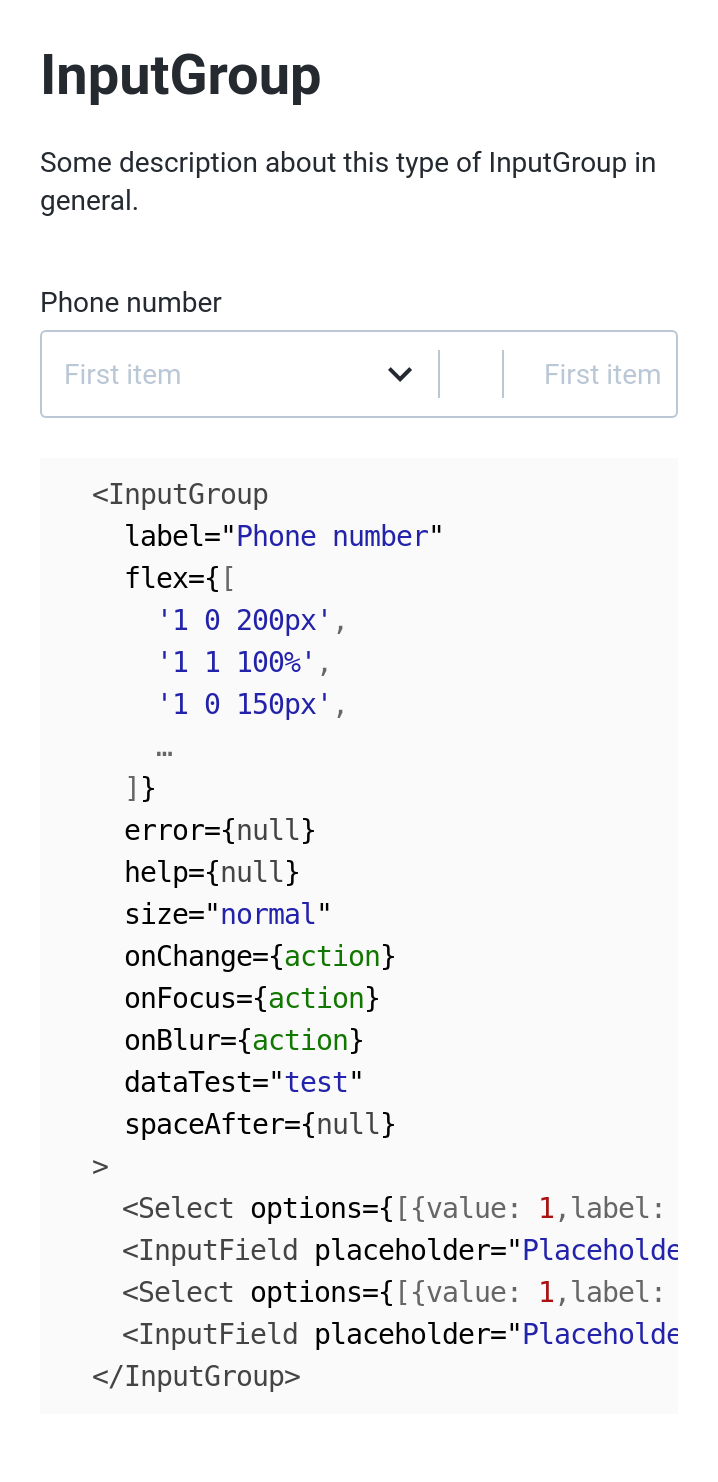 InputGroup
Some description about this type of InputGroup in
general.
Phone number
First item
First item
<InputGroup
label="Phone number"
flex={[
'1 0 200px',
'1 1 100%',
'1 0 150px',
…
]}
error={null}
help={null}
size="normal"
onChange={action}
onFocus={action}
onBlur={action}
dataTest="test"
spaceAfter={null}
>
<Select options={[{value: 1,label:
<InputField placeholder="Placeholde
<Select options={[{value: 1,label:
<InputField placeholder="Placeholde
</InputGroup>